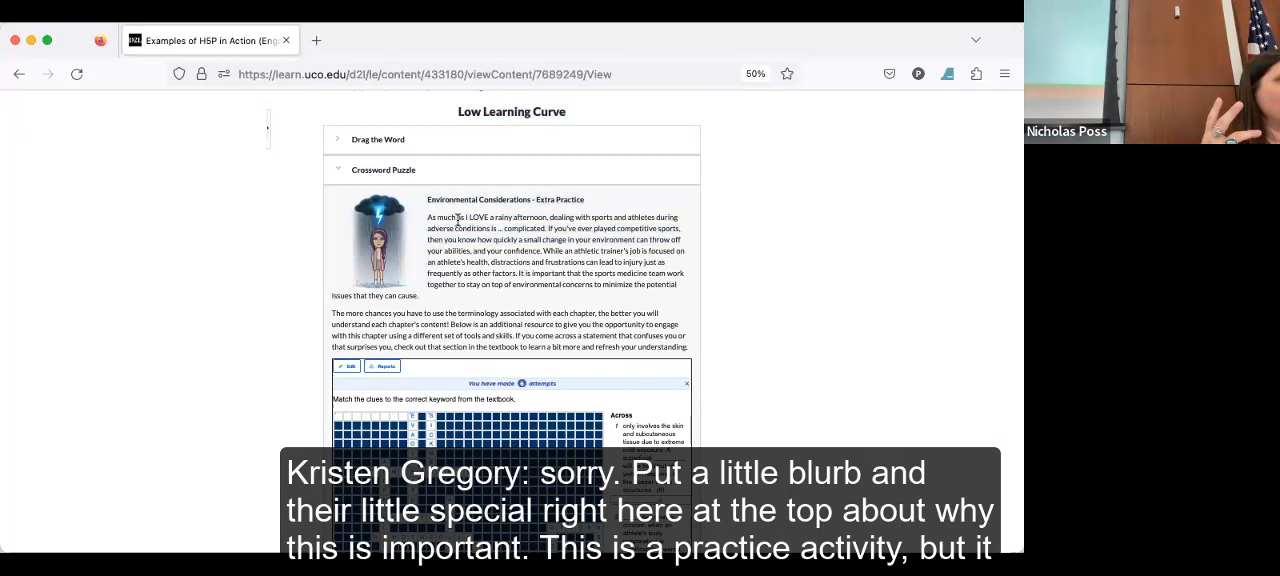 Examples of H5P in Action (Eng
https://learn.uco.edu/d2l/le/content/433180/viewContent/7689249/View
50%
Low Learning Curve
Drag the Word
Crossword Puzzle
Environmental Considerations - Extra Practice
As much as I LOVE a rainy afternoon, dealing with sports and athletes during
adverse conditions is ... complicated. If you've ever played competitive sports,
then you know how quickly a small change in your environment can throw off
your abilities, and your confidence. While an athletic trainer's job is focused on
an athlete's health, distractions and frustrations can lead to injury just as
frequently as other factors. It is important that the sports medicine team work
together to stay on top of environmental concerns to minimize the potential
issues that they can cause.
The more chances you have to use the terminology associated with each chapter, the better you will
understand each chapter's content! Below is an additional resource to give you the opportunity to engage
with this chapter using a different set of tools and skills. If you come across a statement that confuses you or
that surprises you, check out that section in the textbook to learn a bit more and refresh your understanding.
Edit
Reports
You have made 6 attempts
Match the clues to the correct keyword from the textbook.
Across
only involves the skin
and subcutaneous
tissue due to extreme
Nicholas Poss
Kristen Gregory: sorry. Put a little blurb and
their little special right here at the top about why
this is important. This is a practice activity, but it